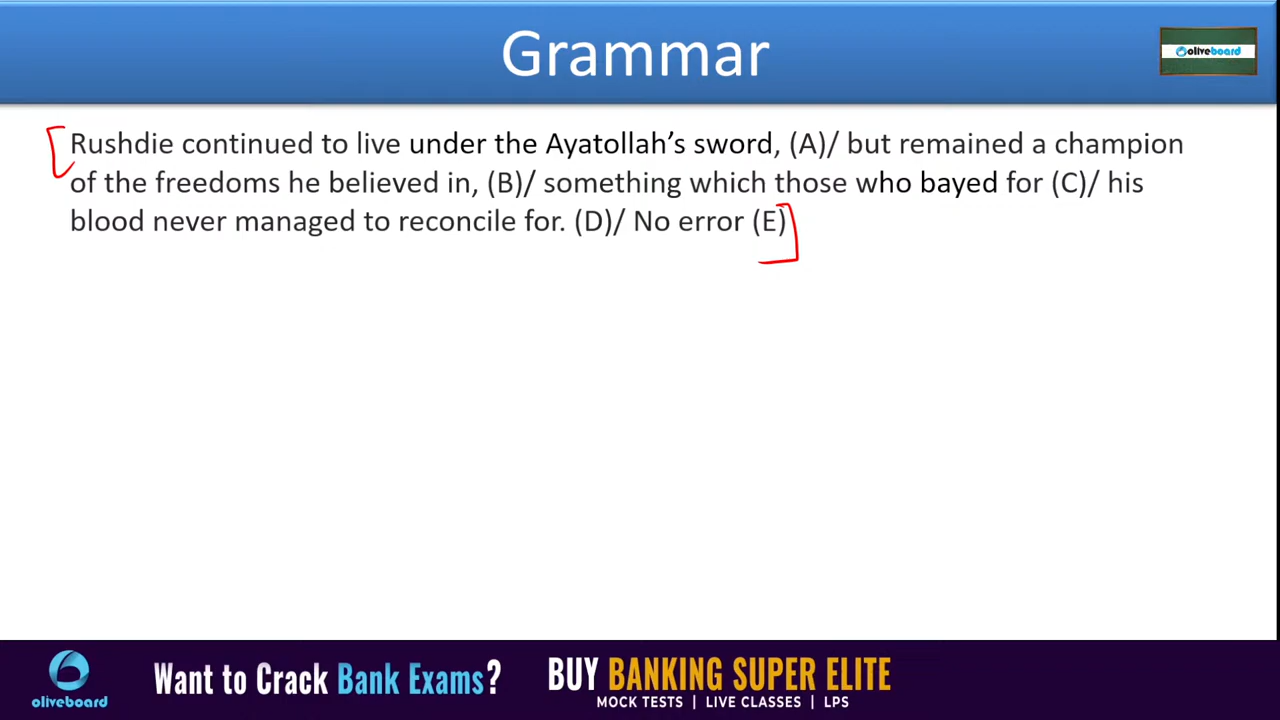 Grammar
oliveboard
Rushdie continued to live under the Ayatollah's sword, (A)/ but remained a champion
of the freedoms he believed in, (B)/ something which those who bayed for (C)/ his
blood never managed to reconcile for. (D)/ No error (E)
oliveboard
Want to Crack Bank Exams?
BUY BANKING SUPER ELITE
MOCK TESTS | LIVE CLASSES | LPS